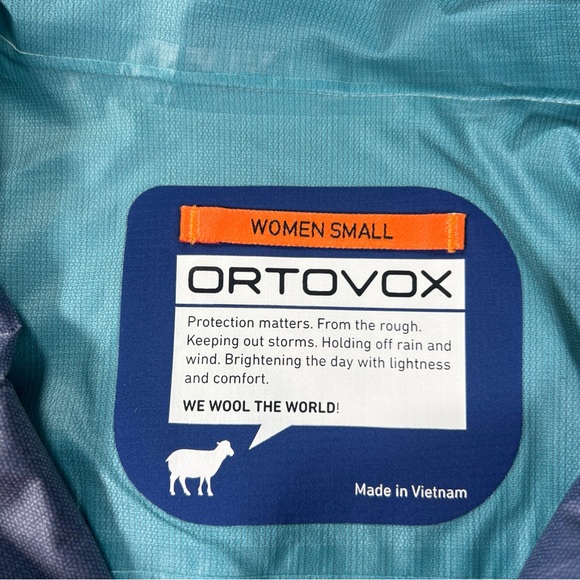 WOMEN SMALL
ORTOVOX
Protection matters. From the rough.
Keeping out storms. Holding off rain and
wind. Brightening the day with lightness
and comfort.
WE WOOL THE WORLD!
Made in Vietnam